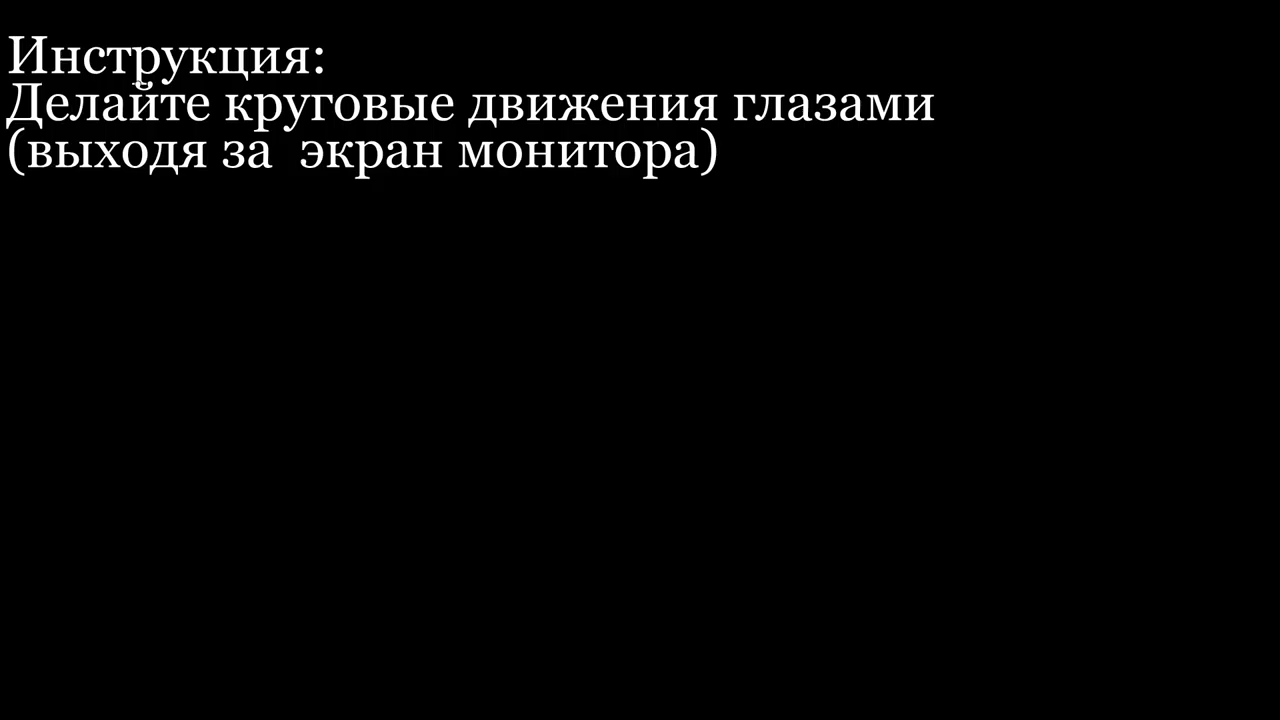 Инструкция:
Делайте круговые движения глазами
(выходя за  экран монитора)